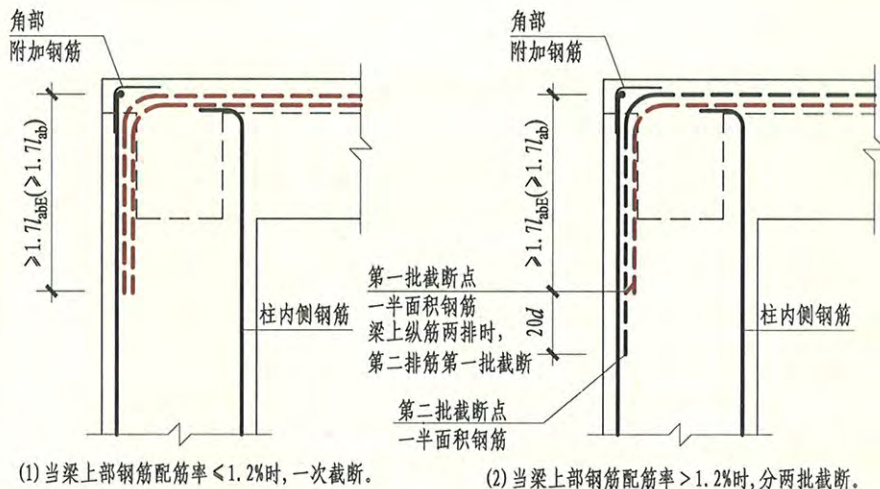 角部
附加钢筋
≥1.7labE(≥1.7lab)
柱内侧钢筋
(1)当梁上部钢筋配筋率≤1.2%时,一次截断。
角部
附加钢筋
≥1.7labE(≥1.7lab)
20d
第一批截断点
一半面积钢筋
梁上纵筋两排时,
第二排筋第一批截断
第二批截断点
一半面积钢筋
柱内侧钢筋
(2)当梁上部钢筋配筋率>1.2%时,分两批截断。